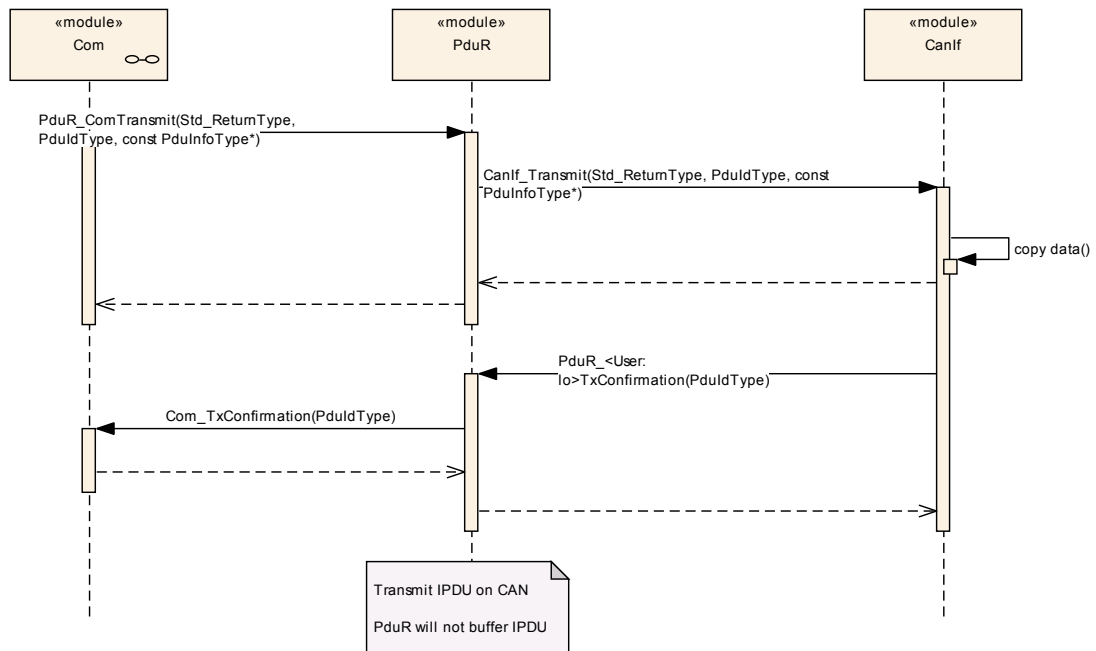 «module»
Com
«module»
PduR
«module»
CanIf
PduR_ComTransmit(Std_ReturnType,
PduIdType, const PduInfoType*)
CanIf_Transmit(Std_ReturnType, PduIdType, const
PduInfoType*)
copy data()
PduR_<User:
lo>TxConfirmation(PduIdType)
Com_TxConfirmation(PduIdType)
Transmit IPDU on CAN
PduR will not buffer IPDU